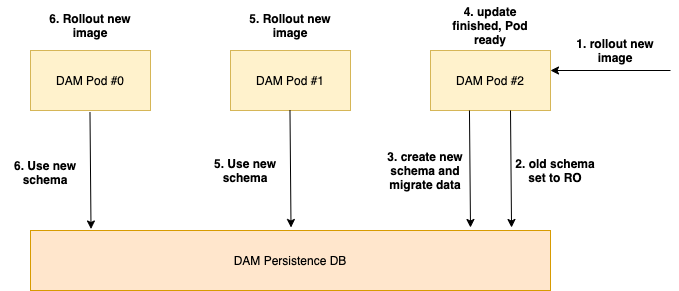 6. Rollout new
image
5. Rollout new
image
4. update
finished, Pod
ready
1. rollout new
image
DAM Pod #0
DAM Pod #1
DAM Pod #2
6. Use new
schema
5. Use new
schema
3. create new
schema and
migrate data
2. old schema
set to RO
DAM Persistence DB